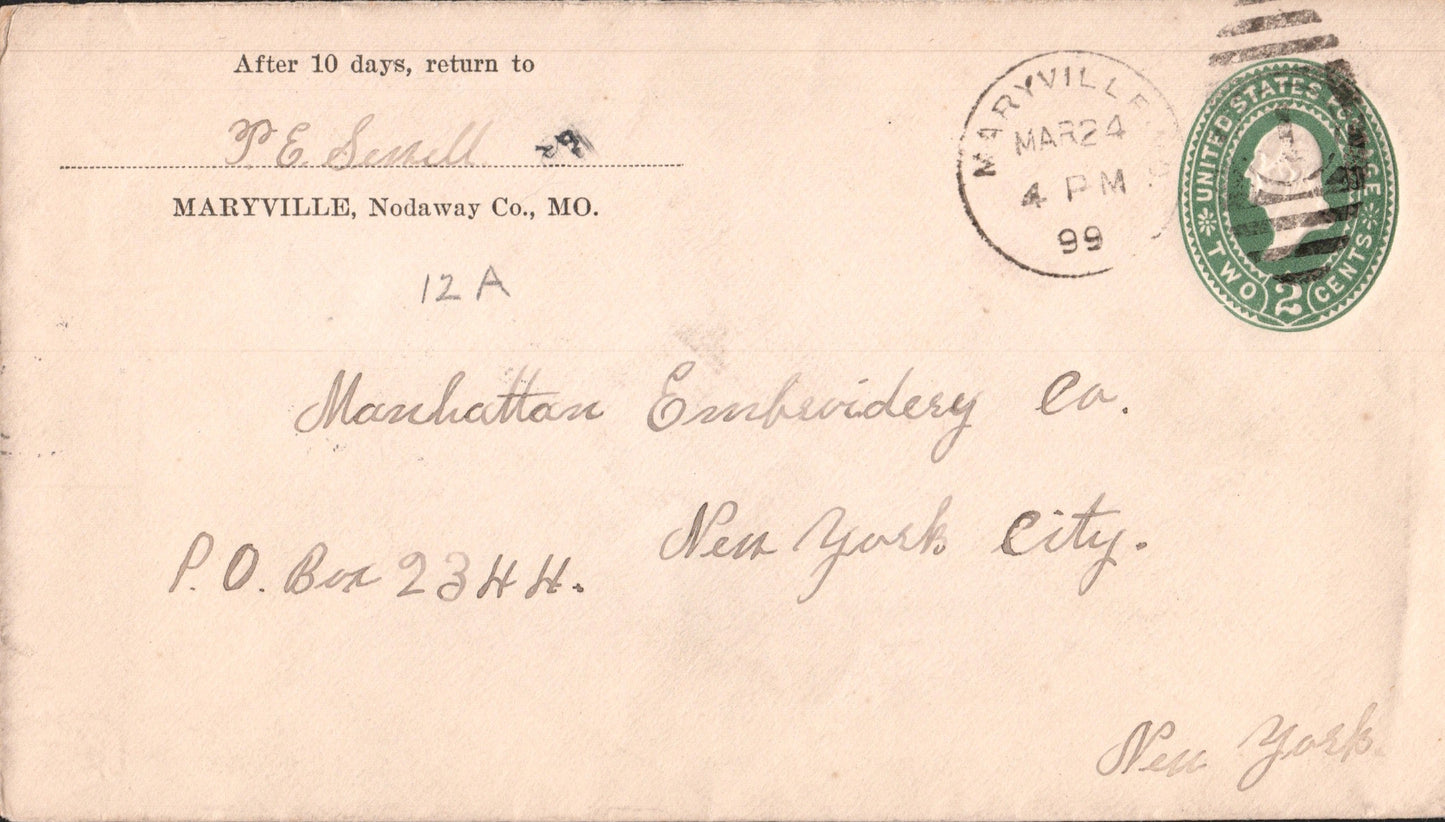 After 10 days, return to
P E
MARYVILLE, Nodaway Co., MO.
12 A
MARYVILLE
MAR 24
4 PM
99
UNITED STATES POSTAGE
TWO 2 CENTS
Manhattan Embroidery Co.
New York City.
P. O. Box 2344.
New York.